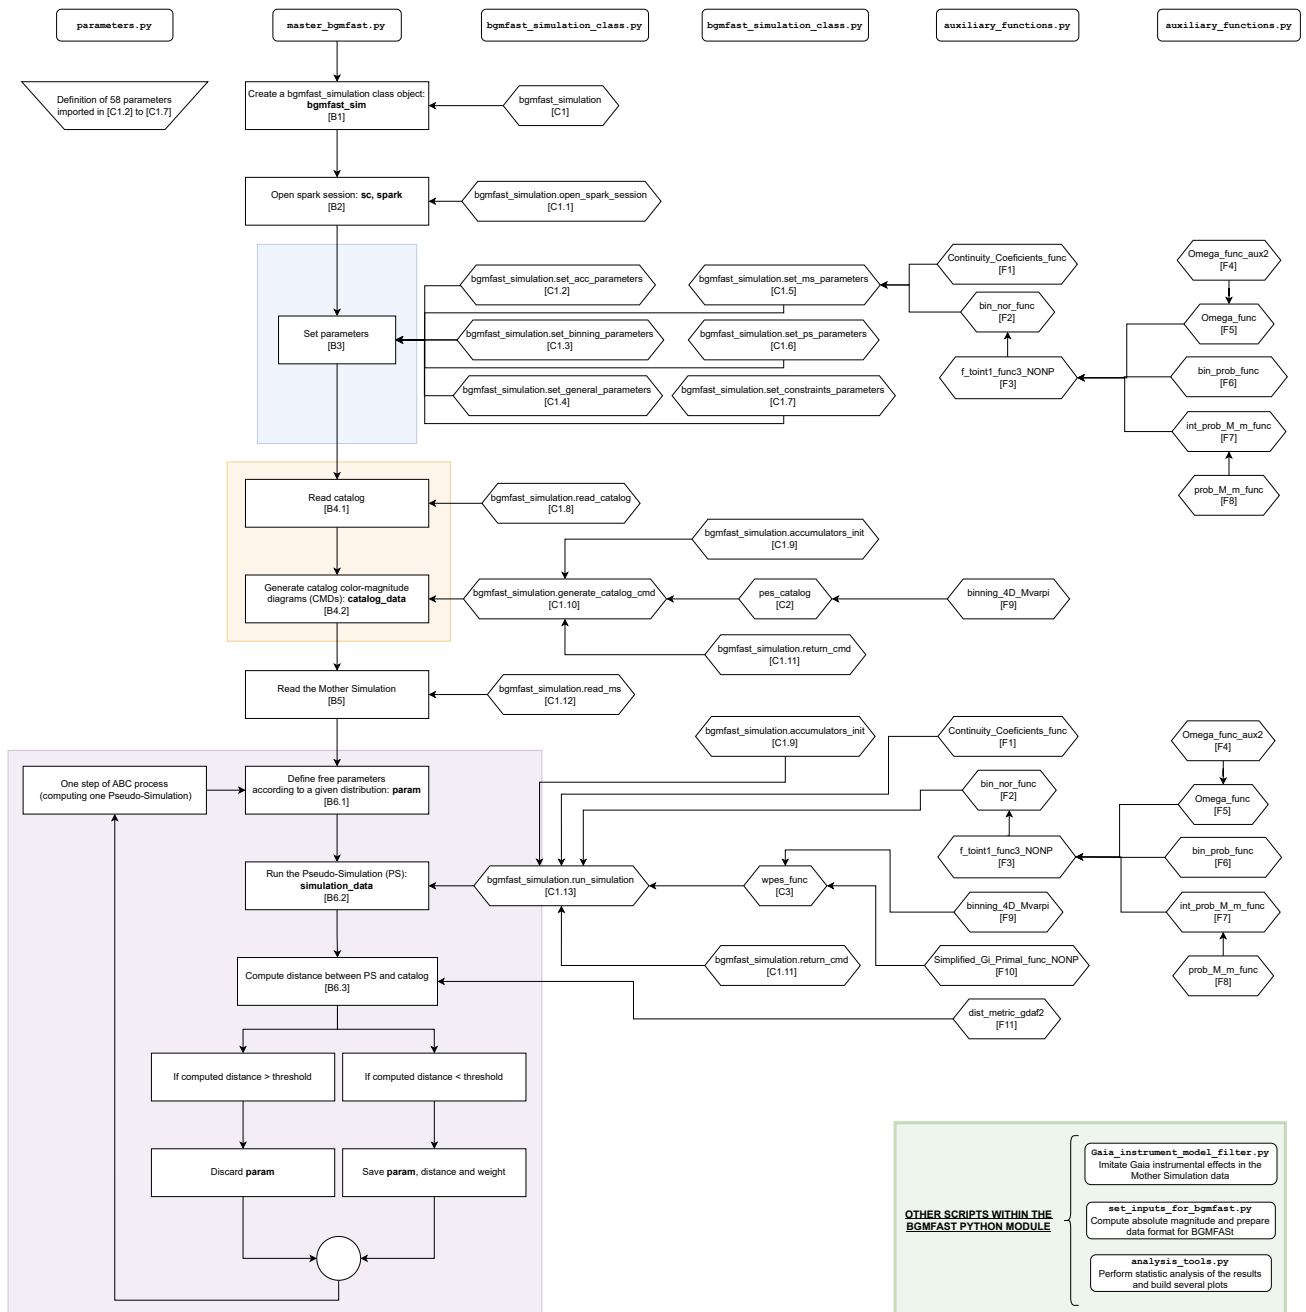 parameters.py
master_bgmfast.py
bgmfast_simulation_class.py
bgmfast_simulation_class.py
auxiliary_functions.py
auxiliary_functions.py
Definition of 58 parameters
imported in [C1.2] to [C1.7]
Create a bgmfast_simulation class object:
bgmfast_sim
[B1]
bgmfast_simulation
[C1]
Open spark session: sc, spark
[B2]
bgmfast_simulation.open_spark_session
[C1.1]
Set parameters
[B3]
bgmfast_simulation.set_acc_parameters
[C1.2]
bgmfast_simulation.set_binning_parameters
[C1.3]
bgmfast_simulation.set_general_parameters
[C1.4]
bgmfast_simulation.set_ms_parameters
[C1.5]
bgmfast_simulation.set_ps_parameters
[C1.6]
bgmfast_simulation.set_constraints_parameters
[C1.7]
Continuity_Coeficients_func
[F1]
bin_nor_func
[F2]
f_toint1_func3_NONP
[F3]
Omega_func_aux2
[F4]
Omega_func
[F5]
bin_prob_func
[F6]
int_prob_M_m_func
[F7]
prob_M_m_func
[F8]
Read catalog
[B4.1]
bgmfast_simulation.read_catalog
[C1.8]
bgmfast_simulation.accumulators_init
[C1.9]
Generate catalog color-magnitude
diagrams (CMDs): catalog_data
[B4.2]
bgmfast_simulation.generate_catalog_cmd
[C1.10]
pes_catalog
[C2]
binning_4D_Mvarpi
[F9]
bgmfast_simulation.return_cmd
[C1.11]
Read the Mother Simulation
[B5]
bgmfast_simulation.read_ms
[C1.12]
bgmfast_simulation.accumulators_init
[C1.9]
Continuity_Coeficients_func
[F1]
Omega_func_aux2
[F4]
One step of ABC process
(computing one Pseudo-Simulation)
Define free parameters
according to a given distribution: param
[B6.1]
bin_nor_func
[F2]
Omega_func
[F5]
f_toint1_func3_NONP
[F3]
bin_prob_func
[F6]
Run the Pseudo-Simulation (PS):
simulation_data
[B6.2]
bgmfast_simulation.run_simulation
[C1.13]
wpes_func
[C3]
binning_4D_Mvarpi
[F9]
int_prob_M_m_func
[F7]
Compute distance between PS and catalog
[B6.3]
bgmfast_simulation.return_cmd
[C1.11]
Simplified_Gi_Primal_func_NONP
[F10]
prob_M_m_func
[F8]
dist_metric_gdaf2
[F11]
If computed distance > threshold
If computed distance < threshold
Discard param
Save param, distance and weight
OTHER SCRIPTS WITHIN THE
BGMFAST PYTHON MODULE
Gaia_instrument_model_filter.py
Imitate Gaia instrumental effects in the
Mother Simulation data
set_inputs_for_bgmfast.py
Compute absolute magnitude and prepare
data format for BGMFASt
analysis_tools.py
Perform statistic analysis of the results
and build several plots